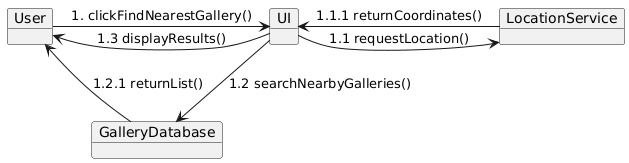 User
1. clickFindNearestGallery()
UI
1.1.1 returnCoordinates()
LocationService
1.3 displayResults()
1.1 requestLocation()
1.2.1 returnList()
1.2 searchNearbyGalleries()
GalleryDatabase